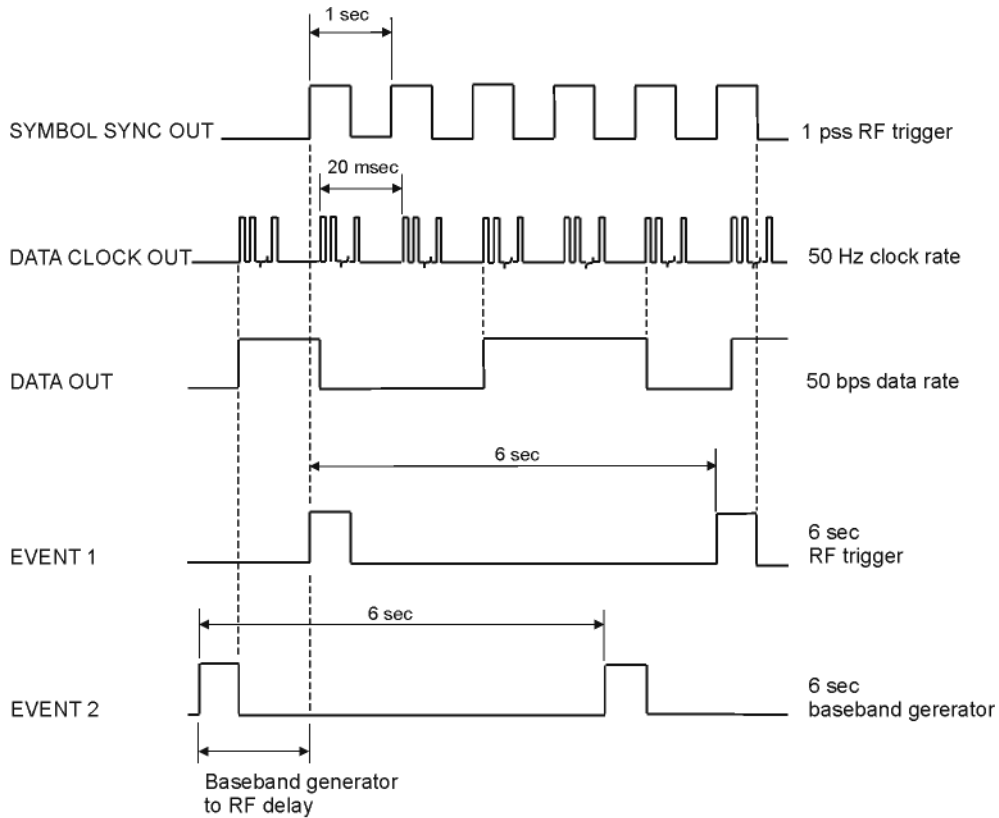 1 sec
SYMBOL SYNC OUT
1 pss RF trigger
20 msec
DATA CLOCK OUT
50 Hz clock rate
DATA OUT
50 bps data rate
6 sec
EVENT 1
6 sec
RF trigger
6 sec
EVENT 2
6 sec
baseband gererator
Baseband generator
to RF delay